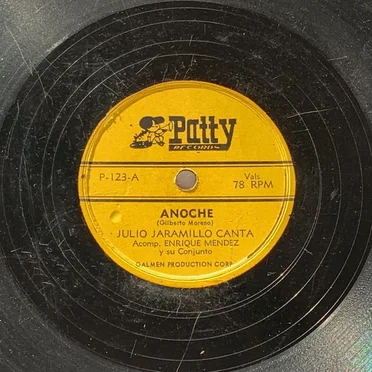 Patty
RECORDS
P-123-A
Vals
78 RPM
ANOCHE
(Gilberto Moreno)
JULIO JARAMILLO CANTA
Acomp. ENRIQUE MENDEZ
y su Conjunto
GALMEN PRODUCTION CORP